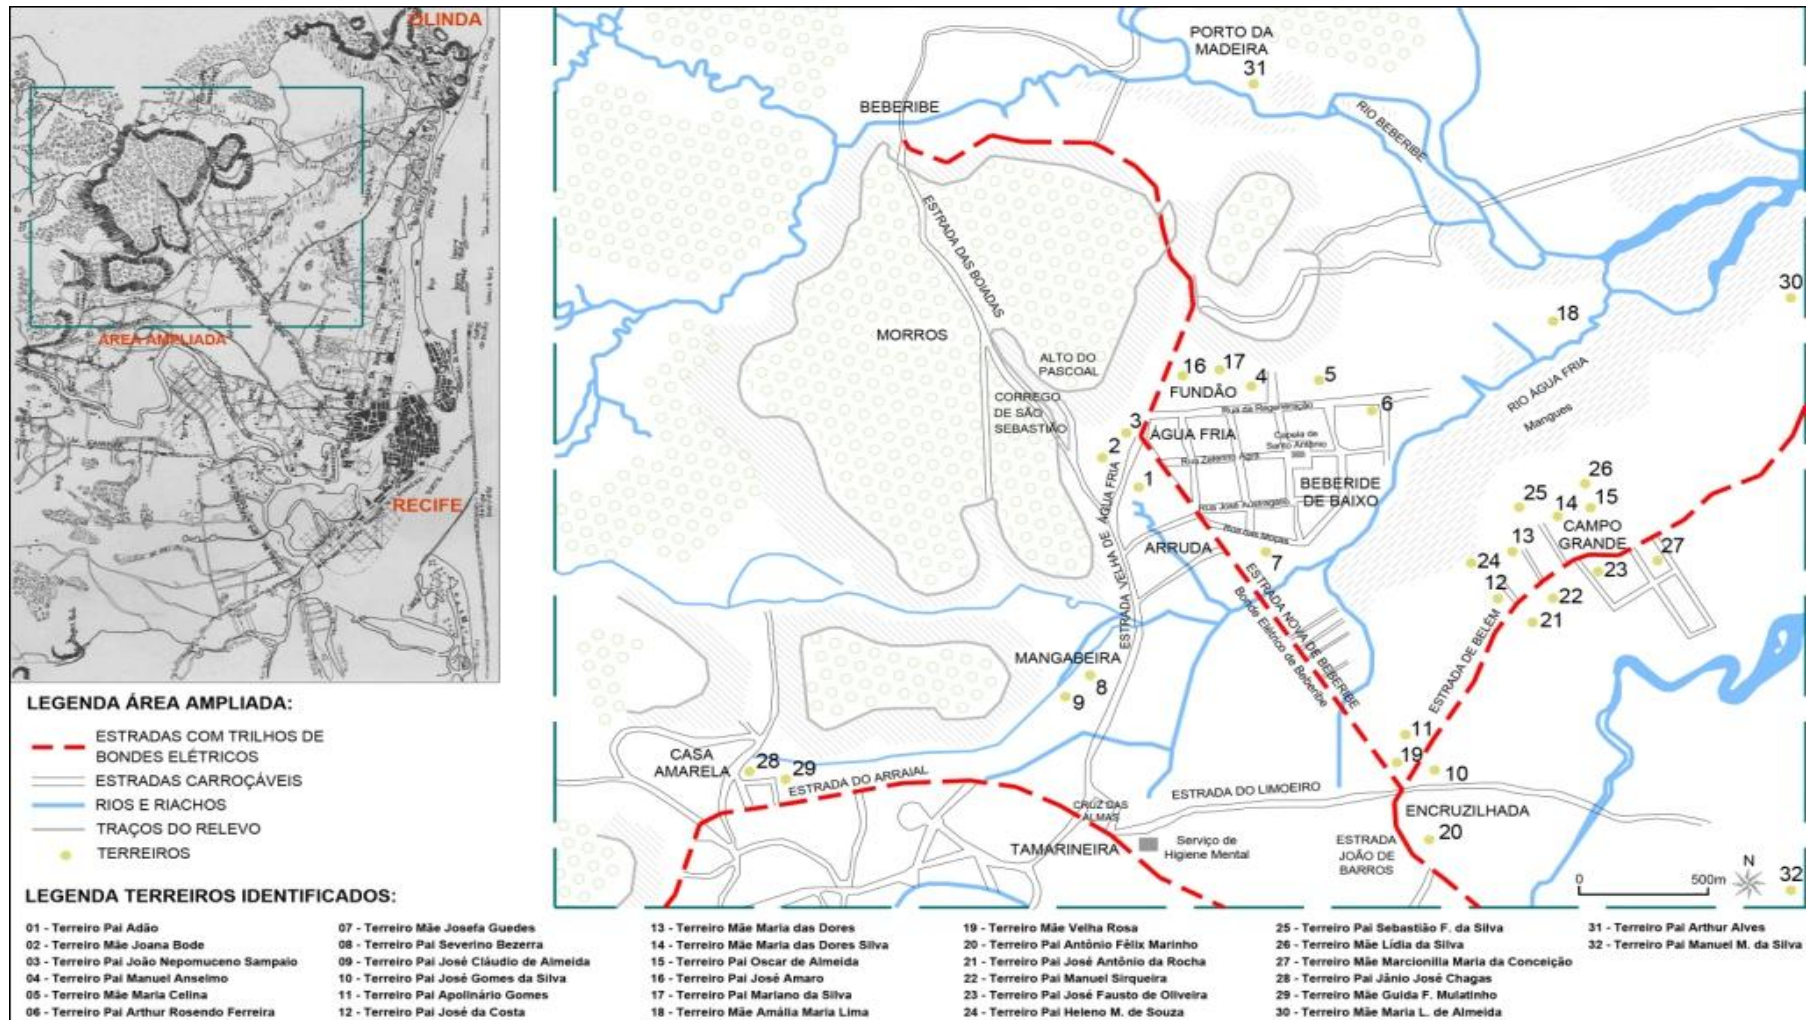 OLINDA
ÁREA AMPLIADA
RECIFE
LEGENDA ÁREA AMPLIADA:
ESTRADAS COM TRILHOS DE
BONDES ELÉTRICOS
ESTRADAS CARROÇÁVEIS
RIOS E RIACHOS
TRAÇOS DO RELEVO
TERREIROS
PORTO DA
MADEIRA
31
BEBERIBE
RIO BEBERIBE
ESTRADA DAS BOIADAS
30
18
MORROS
ALTO DO
PASCOAL
16
17
4
5
FUNDÃO
RIO ÁGUA FRIA
Mangues
CORREGO
DE SÃO
SEBASTIÃO
Rua da Regeneração
6
3
ÁGUA FRIA
Capela de
Santo Antônio
2
Rua Zeferino Agra
1
BEBERIDE
DE BAIXO
26
25
14
15
Rua José Austragésilo
ESTRADA VELHA DE ÁGUA FRIA
CAMPO
GRANDE
ARRUDA
Rua das Moças
7
13
24
27
23
12
22
21
ESTRADA NOVA DE BEBERIBE
Bonde Elétrico de Beberibe
ESTRADA DE BELÉM
MANGABEIRA
8
9
11
CASA
AMARELA
28
29
19
10
ESTRADA DO ARRAIAL
ESTRADA DO LIMOEIRO
CRUZ DAS
ALMAS
ENCRUZILHADA
TAMARINEIRA
Serviço de
Higiene Mental
20
ESTRADA
JOÃO DE
BARROS
N
0 500m
32
LEGENDA TERREIROS IDENTIFICADOS:
01 - Terreiro Pai Adão
02 - Terreiro Mãe Joana Bode
03 - Terreiro Pai João Nepomuceno Sampaio
04 - Terreiro Pai Manuel Anselmo
05 - Terreiro Mãe Maria Celina
06 - Terreiro Pai Arthur Rosendo Ferreira
07 - Terreiro Mãe Josefa Guedes
08 - Terreiro Pai Severino Bezerra
09 - Terreiro Pai José Cláudio de Almeida
10 - Terreiro Pai José Gomes da Silva
11 - Terreiro Pai Apolinário Gomes
12 - Terreiro Pai José da Costa
13 - Terreiro Mãe Maria das Dores
14 - Terreiro Mãe Maria das Dores Silva
15 - Terreiro Pai Oscar de Almeida
16 - Terreiro Pai José Amaro
17 - Terreiro Pai Mariano da Silva
18 - Terreiro Mãe Amália Maria Lima
19 - Terreiro Mãe Velha Rosa
20 - Terreiro Pai Antônio Félix Marinho
21 - Terreiro Pai José Antônio da Rocha
22 - Terreiro Pai Manuel Sirqueira
23 - Terreiro Pai José Fausto de Oliveira
24 - Terreiro Pai Heleno M. de Souza
25 - Terreiro Pai Sebastião F. da Silva
26 - Terreiro Mãe Lídia da Silva
27 - Terreiro Mãe Marcionilla Maria da Conceição
28 - Terreiro Pai Jânio José Chagas
29 - Terreiro Mãe Guida F. Mulatinho
30 - Terreiro Mãe Maria L. de Almeida
31 - Terreiro Pai Arthur Alves
32 - Terreiro Pai Manuel M. da Silva